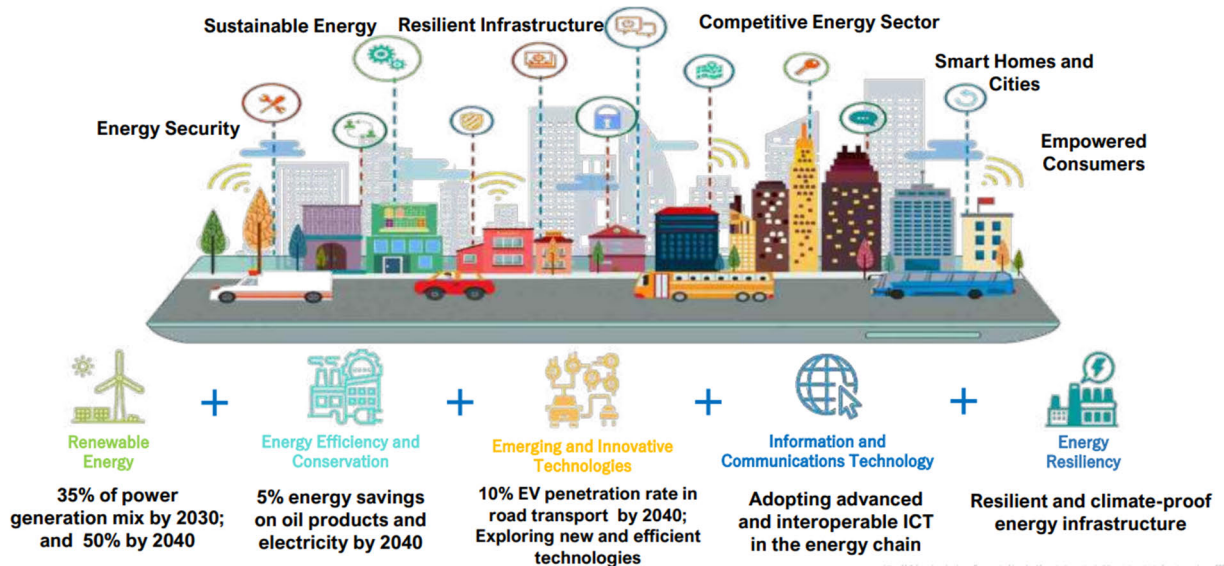 Sustainable Energy
Resilient Infrastructure
Competitive Energy Sector
Smart Homes and
Cities
Energy Security
Empowered
Consumers
Renewable
Energy
35% of power
generation mix by 2030;
and 50% by 2040
Energy Efficiency and
Conservation
5% energy savings
on oil products and
electricity by 2040
Emerging and Innovative
Technologies
10% EV penetration rate in
road transport by 2040;
Exploring new and efficient
technologies
Information and
Communications Technology
Adopting advanced
and interoperable ICT
in the energy chain
Energy
Resiliency
Resilient and climate-proof
energy infrastructure